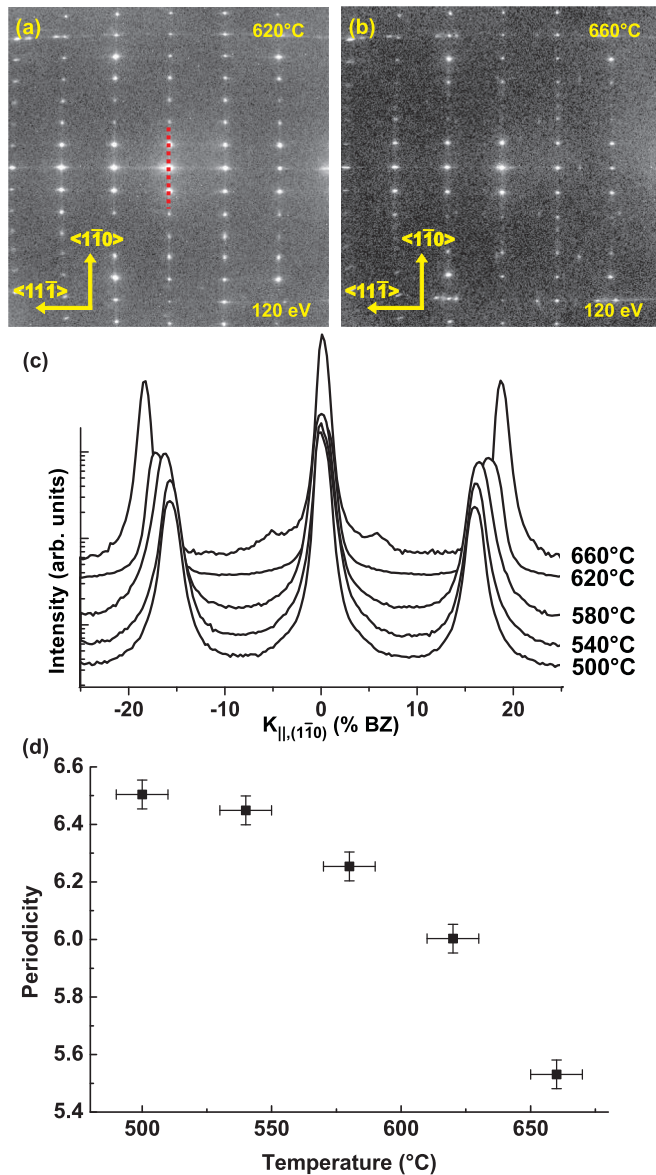 (a) 620°C
<11̄0>
<111̄>
120 eV
(b) 660°C
<11̄0>
<111̄>
120 eV
(c)
Intensity (arb. units)
660°C
620°C
580°C
540°C
500°C
-20 -10 0 10 20
K||,(11̄0) (% BZ)
(d)
6.6
6.4
6.2
6.0
5.8
5.6
5.4
Periodicity
500 550 600 650
Temperature (°C)